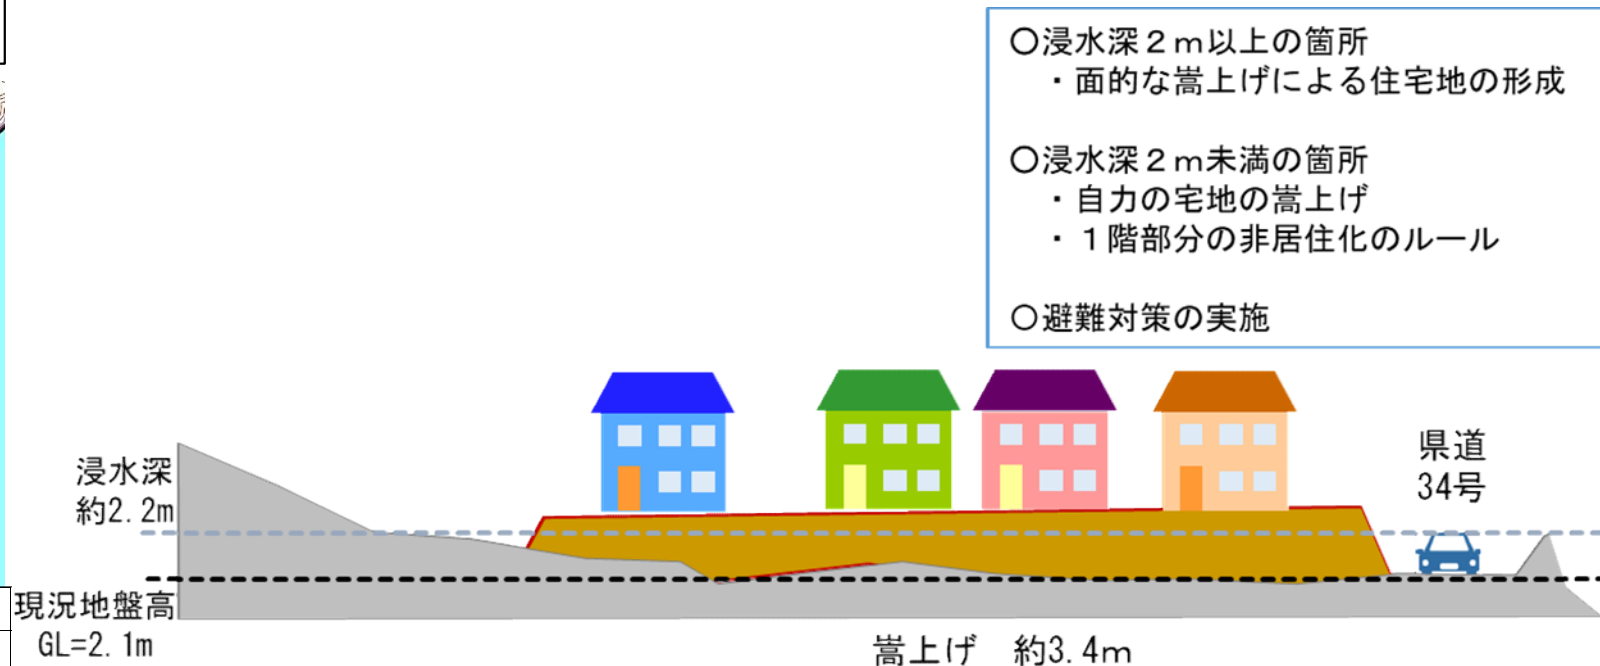 〇浸水深２ｍ以上の箇所
・面的な嵩上げによる住宅地の形成
〇浸水深２ｍ未満の箇所
・自力の宅地の嵩上げ
・１階部分の非居住化のルール
〇避難対策の実施
県道
34号
浸水深
約2.2m
現況地盤高
GL=2.1m
嵩上げ　約3.4ｍ